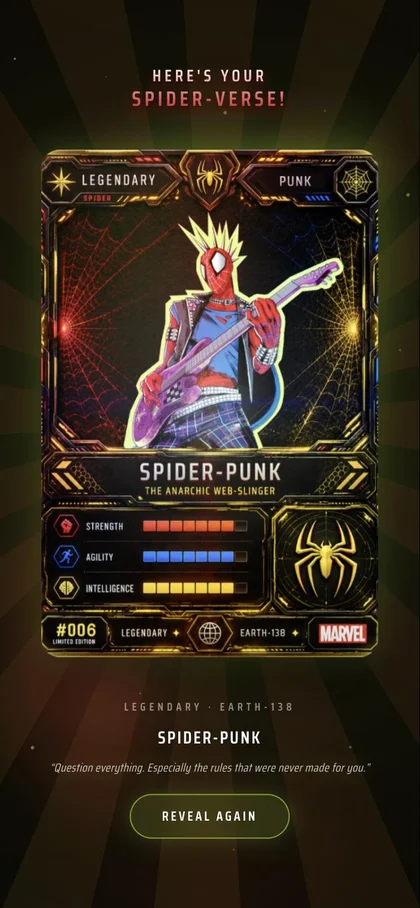 HERE'S YOUR
SPIDER-VERSE!
LEGENDARY
PUNK
SPIDER
SPIDER-PUNK
THE ANARCHIC WEB-SLINGER
STRENGTH
AGILITY
INTELLIGENCE
#006
LIMITED EDITION
LEGENDARY
EARTH-138
MARVEL
LEGENDARY · EARTH-138
SPIDER-PUNK
"Question everything. Especially the rules that were never made for you."
REVEAL AGAIN